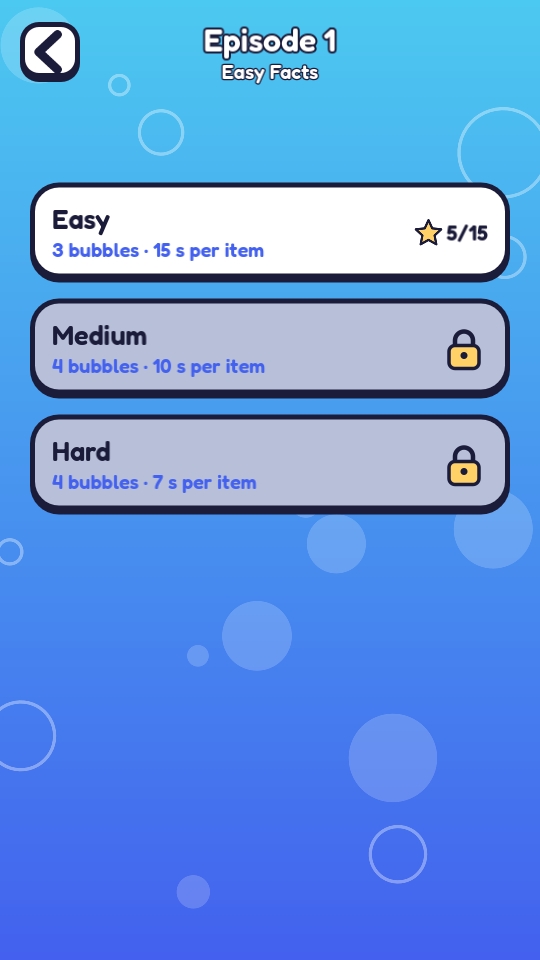 Episode 1
Easy Facts
Easy
3 bubbles · 15 s per item
5/15
Medium
4 bubbles · 10 s per item
Hard
4 bubbles · 7 s per item